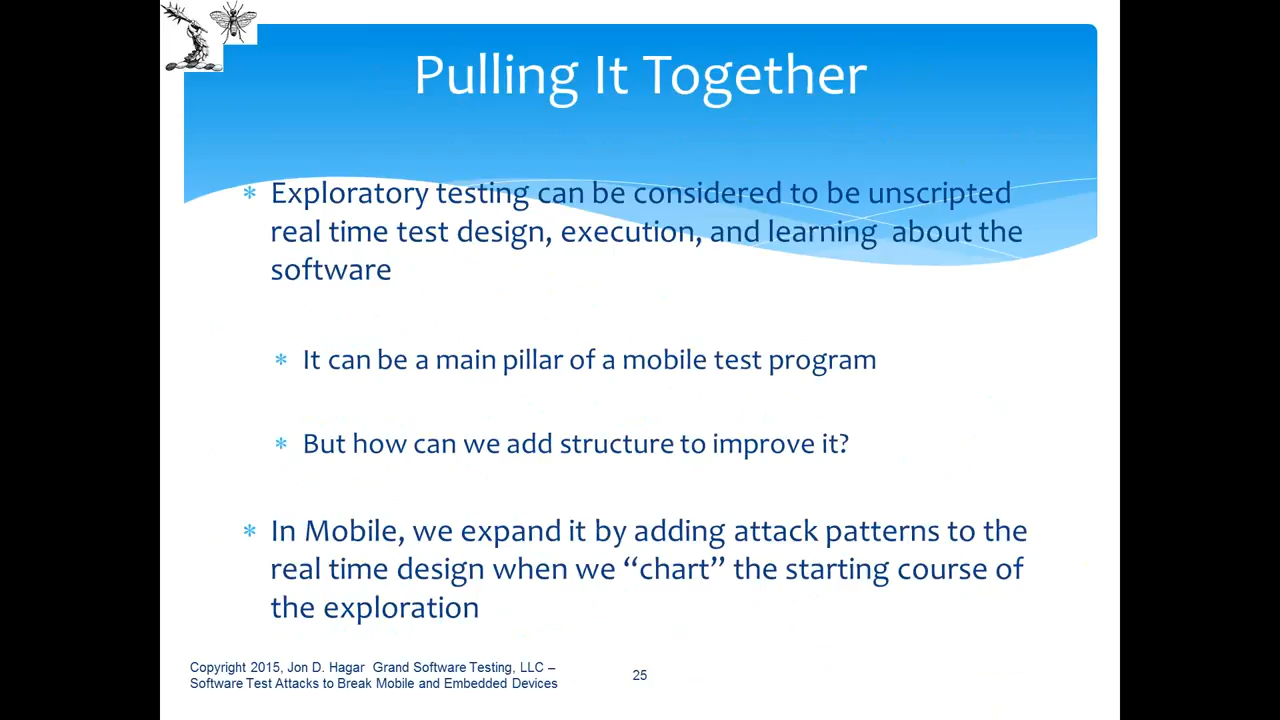 Pulling It Together
* Exploratory testing can be considered to be unscripted
real time test design, execution, and learning about the
software
* It can be a main pillar of a mobile test program
* But how can we add structure to improve it?
* In Mobile, we expand it by adding attack patterns to the
real time design when we “chart” the starting course of
the exploration
Copyright 2015, Jon D. Hagar Grand Software Testing, LLC –
Software Test Attacks to Break Mobile and Embedded Devices
25